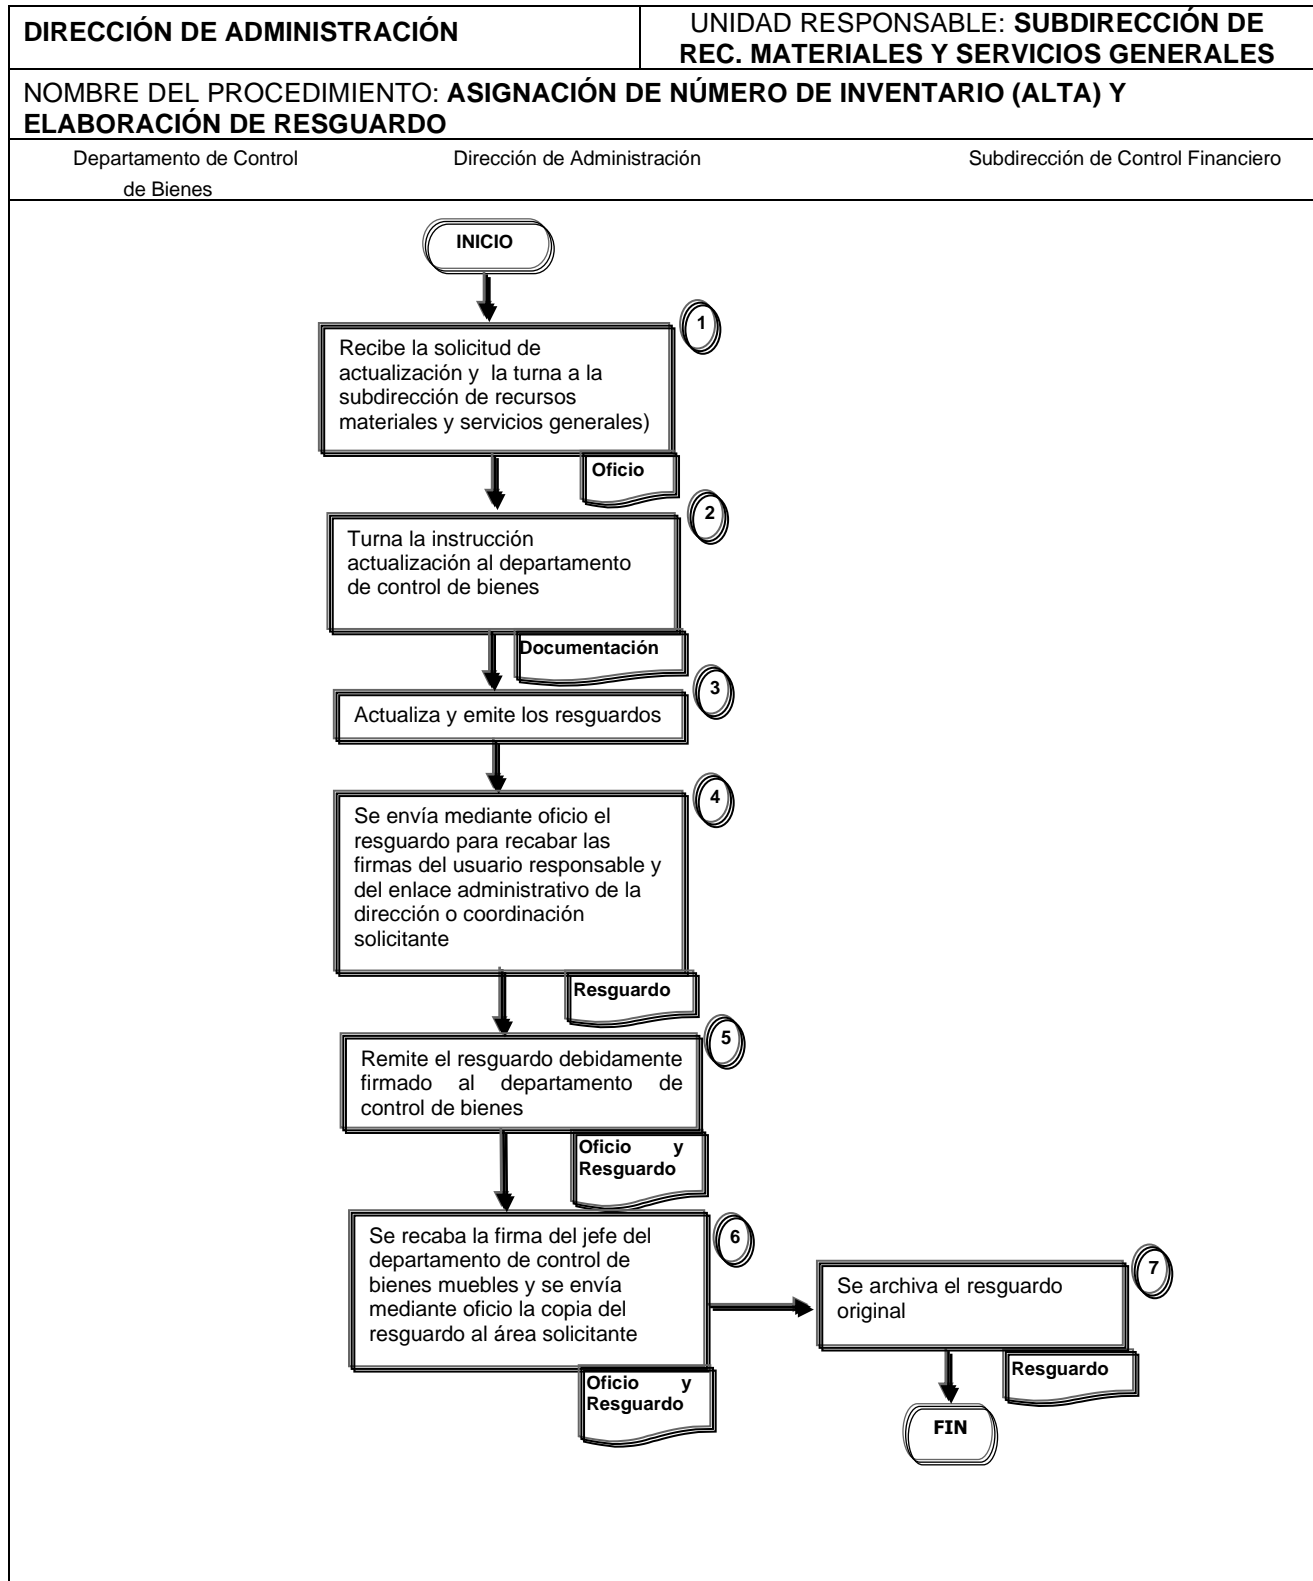 DIRECCIÓN DE ADMINISTRACIÓN
UNIDAD RESPONSABLE: SUBDIRECCIÓN DE
REC. MATERIALES Y SERVICIOS GENERALES
NOMBRE DEL PROCEDIMIENTO: ASIGNACIÓN DE NÚMERO DE INVENTARIO (ALTA) Y
ELABORACIÓN DE RESGUARDO
Departamento de Control
de Bienes
Dirección de Administración
Subdirección de Control Financiero
INICIO
1
Recibe la solicitud de
actualización y la turna a la
subdirección de recursos
materiales y servicios generales)
Oficio
2
Turna la instrucción
actualización al departamento
de control de bienes
Documentación
3
Actualiza y emite los resguardos
4
Se envía mediante oficio el
resguardo para recabar las
firmas del usuario responsable y
del enlace administrativo de la
dirección o coordinación
solicitante
Resguardo
5
Remite el resguardo debidamente
firmado al departamento de
control de bienes
Oficio y
Resguardo
6
Se recaba la firma del jefe del
departamento de control de
bienes muebles y se envía
mediante oficio la copia del
resguardo al área solicitante
Oficio y
Resguardo
7
Se archiva el resguardo
original
Resguardo
FIN